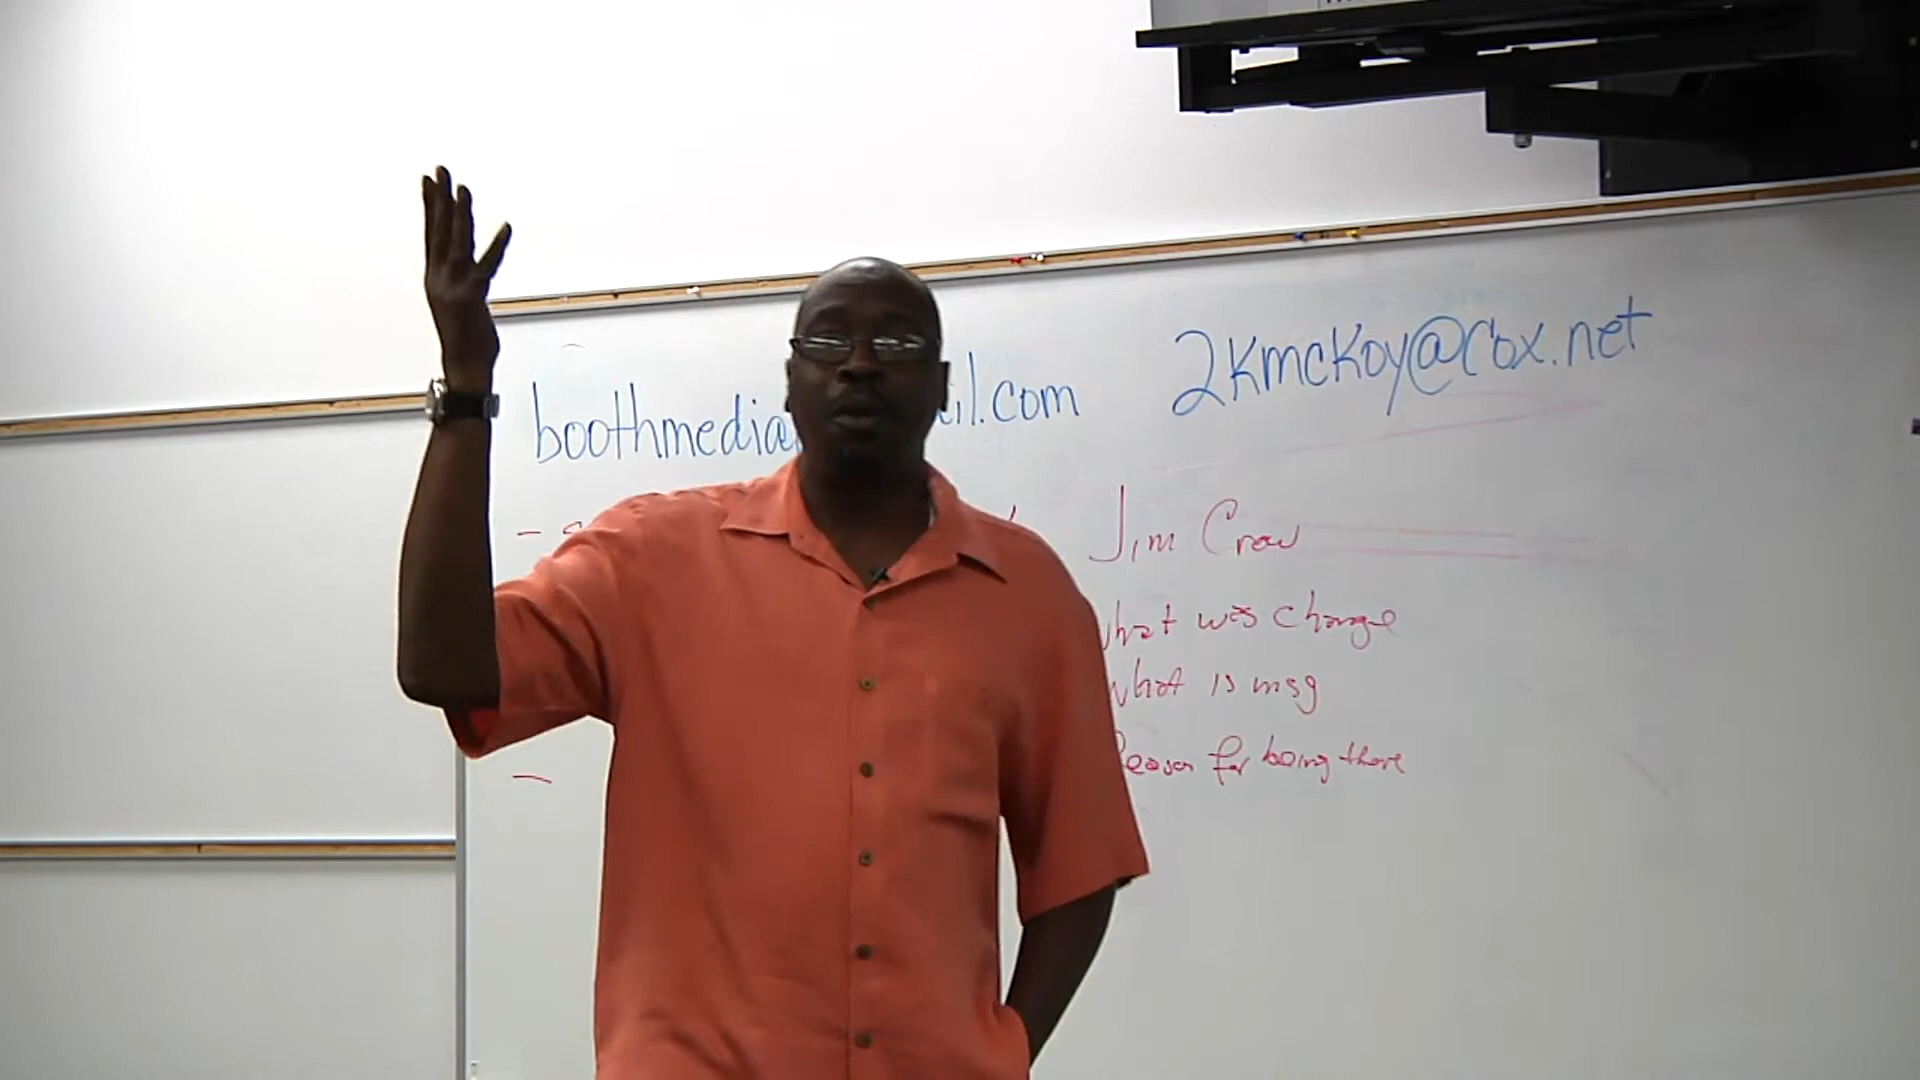 boothmedia il.com 2kmckoy@cox.net
Jim Crow
what was change
what is msg
Reason for being there